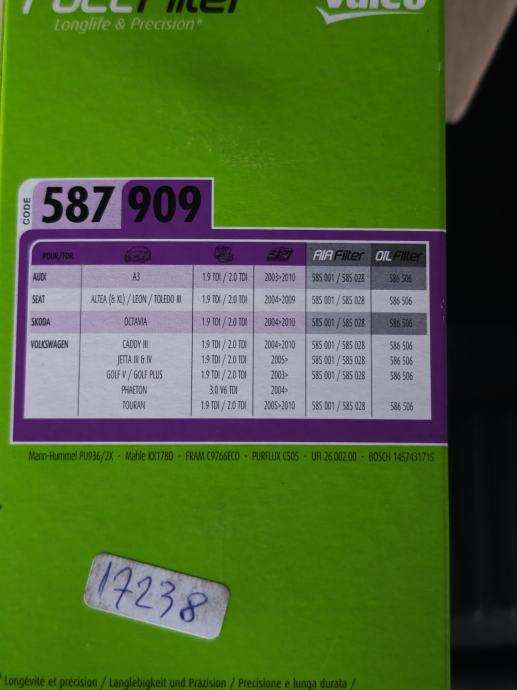 FUEL Filter
Valeo
Longlife & Precision*
CODE 587 909
POUR/FOR AIR Filter OIL Filter
AUDI A3 1.9 TDI / 2.0 TDI 2003>2010 585 001 / 585 028 586 506
SEAT ALTEA (& XL) / LEON / TOLEDO III 1.9 TDI / 2.0 TDI 2004>2009 585 001 / 585 028 586 506
SKODA OCTAVIA 1.9 TDI / 2.0 TDI 2004>2010 585 001 / 585 028 586 506
VOLKSWAGEN CADDY III 1.9 TDI / 2.0 TDI 2004>2010 585 001 / 585 028 586 506
JETTA III & IV 1.9 TDI / 2.0 TDI 2005> 585 001 / 585 028 586 506
GOLF V / GOLF PLUS 1.9 TDI / 2.0 TDI 2003> 585 001 / 585 028 586 506
PHAETON 3.0 V6 TDI 2004>
TOURAN 1.9 TDI / 2.0 TDI 2005>2010 585 001 / 585 028 586 506
Mann-Hummel PU936/2X - Mahle KX178D - FRAM C9766ECO - PURFLUX C505 - UFI 26.002.00 - BOSCH 1457431715
17238
* Longévité et précision / Langlebigkeit und Präzision / Precisione e lunga durata /